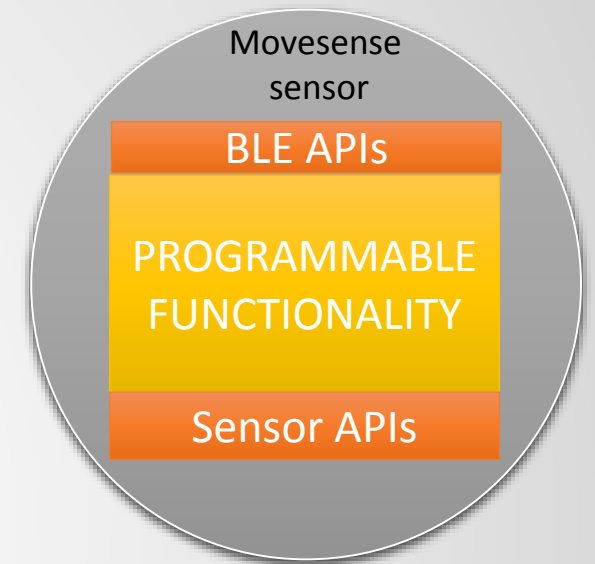 Movesense
sensor
BLE APIs
PROGRAMMABLE
FUNCTIONALITY
Sensor APIs